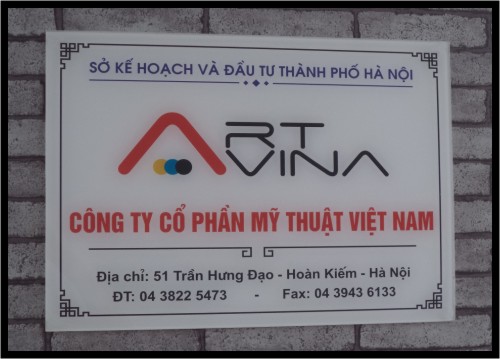 SỞ KẾ HOẠCH VÀ ĐẦU TƯ THÀNH PHỐ HÀ NỘI
ART
VINA
CÔNG TY CỔ PHẦN MỸ THUẬT VIỆT NAM
Địa chỉ: 51 Trần Hưng Đạo - Hoàn Kiếm - Hà Nội
ĐT: 04 3822 5473 - Fax: 04 3943 6133